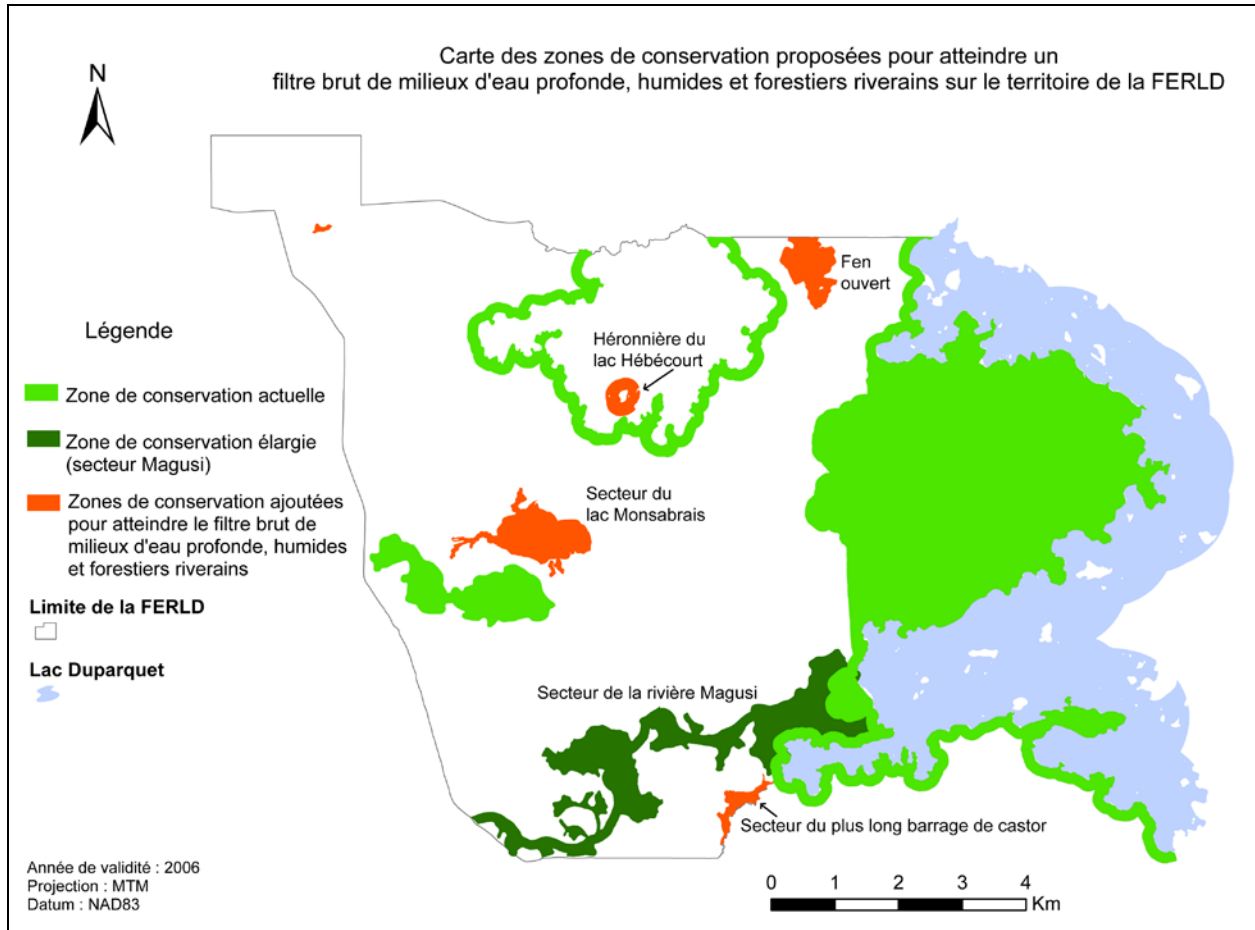 Carte des zones de conservation proposées pour atteindre un
filtre brut de milieux d'eau profonde, humides et forestiers riverains sur le territoire de la FERLD
N
Fen
ouvert
Héronnière du
lac Hébécourt
Légende
Zone de conservation actuelle
Zone de conservation élargie
(secteur Magusi)
Zones de conservation ajoutées
pour atteindre le filtre brut de
milieux d'eau profonde, humides
et forestiers riverains
Limite de la FERLD
Lac Duparquet
Secteur du
lac Monsabrais
Secteur de la rivière Magusi
Secteur du plus long barrage de castor
Année de validité : 2006
Projection : MTM
Datum : NAD83
0 1 2 3 4
Km